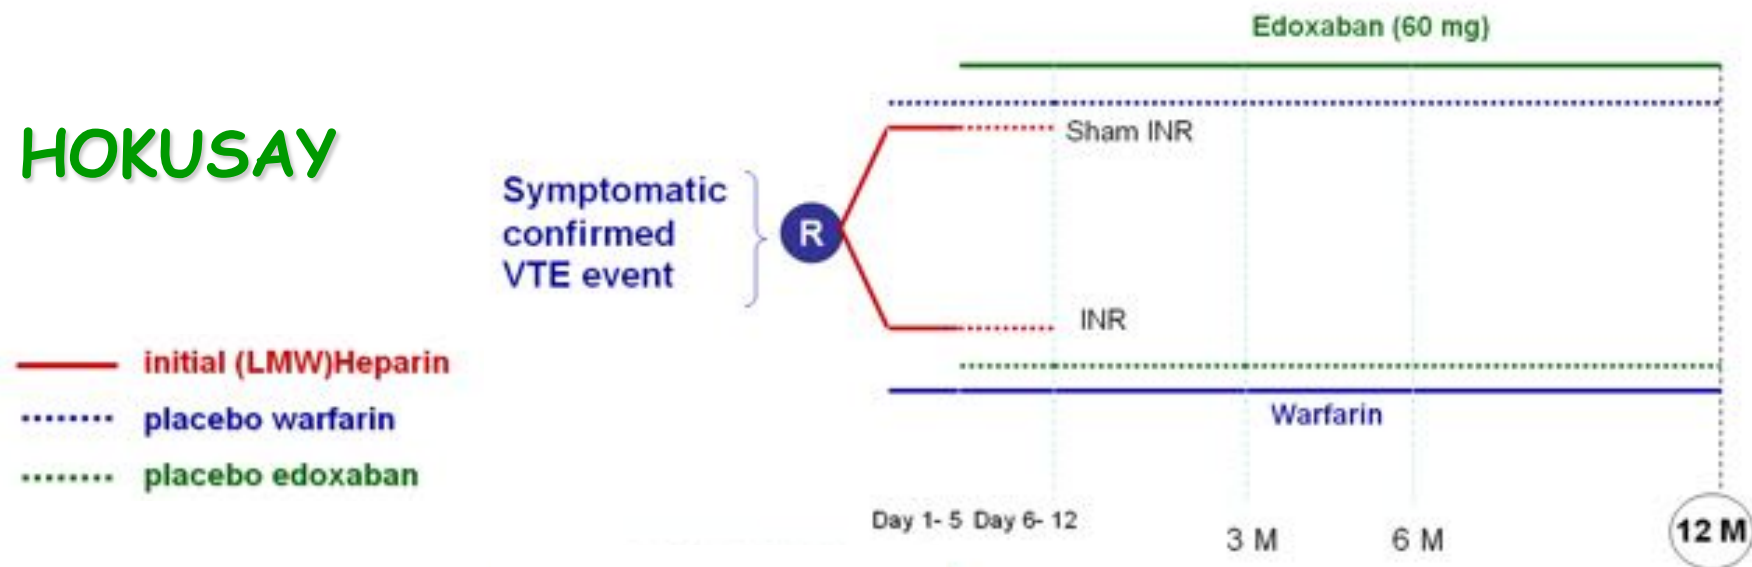 Edoxaban (60 mg)
HOKUSAY
Sham INR
Symptomatic
confirmed
VTE event
R
INR
initial (LMW)Heparin
placebo warfarin
placebo edoxaban
Warfarin
Day 1- 5 Day 6- 12
3 M
6 M
12 M